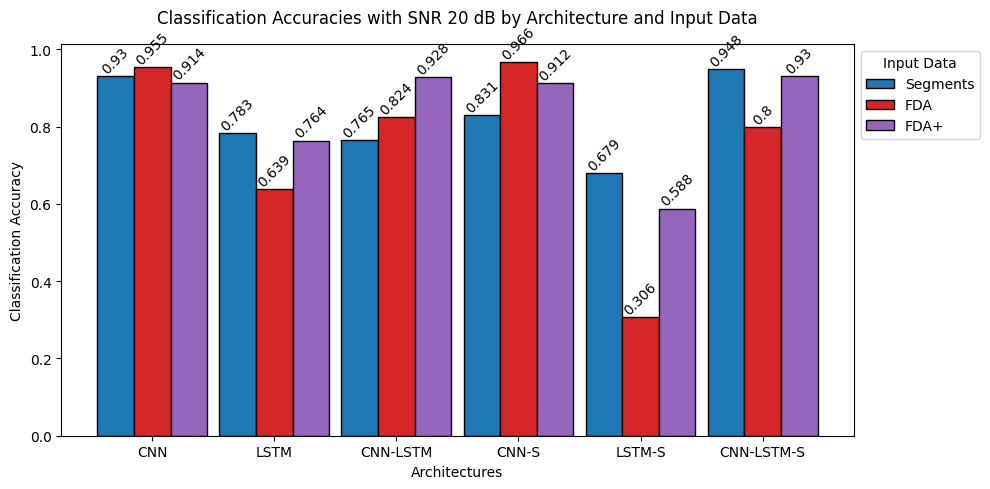 Classification Accuracies with SNR 20 dB by Architecture and Input Data
Classification Accuracy
1.0
0.8
0.6
0.4
0.2
0.0
0.93
0.955
0.914
0.783
0.639
0.764
0.765
0.824
0.928
0.831
0.966
0.912
0.679
0.306
0.588
0.948
0.8
0.93
CNN
LSTM
CNN-LSTM
CNN-S
LSTM-S
CNN-LSTM-S
Architectures
Input Data
Segments
FDA
FDA+